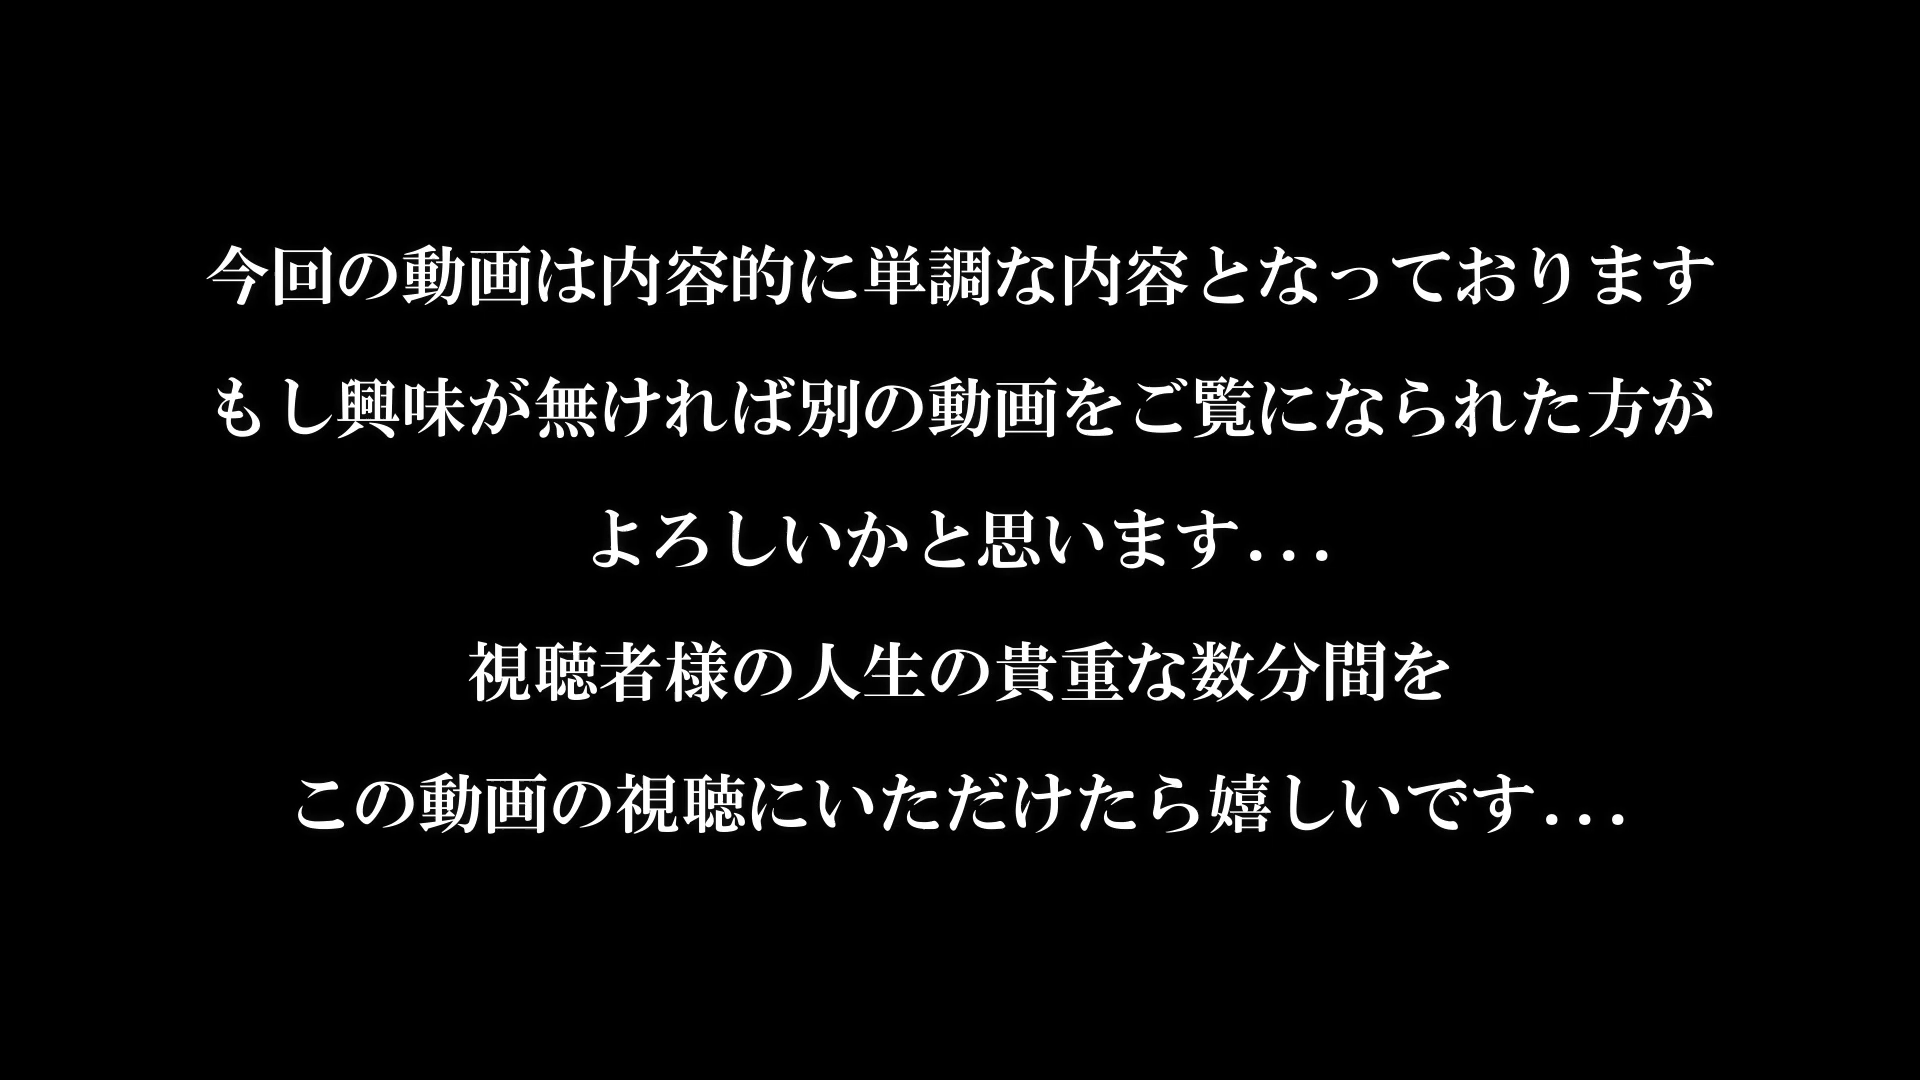 今回の動画は内容的に単調な内容となっております
もし興味が無ければ別の動画をご覧になられた方が
よろしいかと思います...
視聴者様の人生の貴重な数分間を
この動画の視聴にいただけたら嬉しいです...